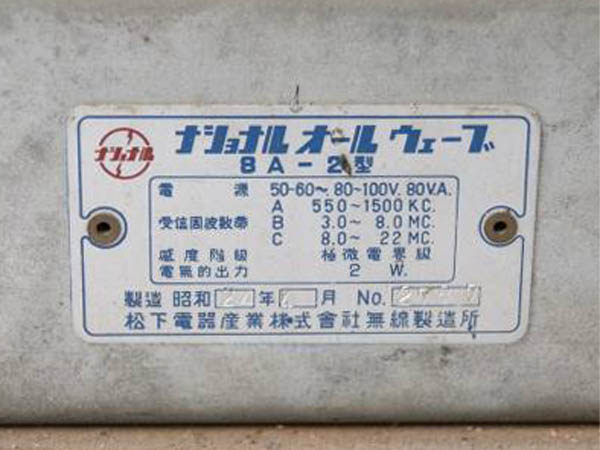 ナショナル
ナショナル オール ウェーブ
8A-2型
電源 50-60～. 80～100V. 80V.A.
受信周波数帯
A 550～1500 KC.
B 3.0～ 8.0 MC.
C 8.0～ 22 MC.
感度階級 極微電界級
電氣的出力 2 W.
製造 昭和 年 月 No.
松下電器産業株式會社無線製造所